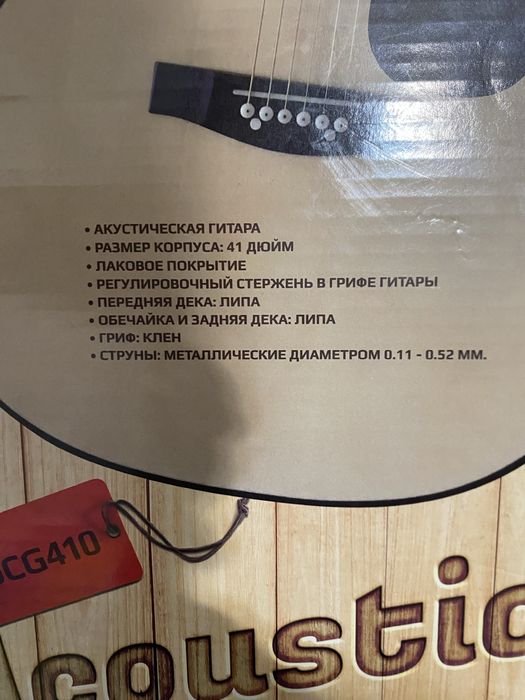 • АКУСТИЧЕСКАЯ ГИТАРА
• РАЗМЕР КОРПУСА: 41 ДЮЙМ
• ЛАКОВОЕ ПОКРЫТИЕ
• РЕГУЛИРОВОЧНЫЙ СТЕРЖЕНЬ В ГРИФЕ ГИТАРЫ
• ПЕРЕДНЯЯ ДЕКА: ЛИПА
• ОБЕЧАЙКА И ЗАДНЯЯ ДЕКА: ЛИПА
• ГРИФ: КЛЕН
• СТРУНЫ: МЕТАЛЛИЧЕСКИЕ ДИАМЕТРОМ 0.11 - 0.52 ММ.
CG410
coustic